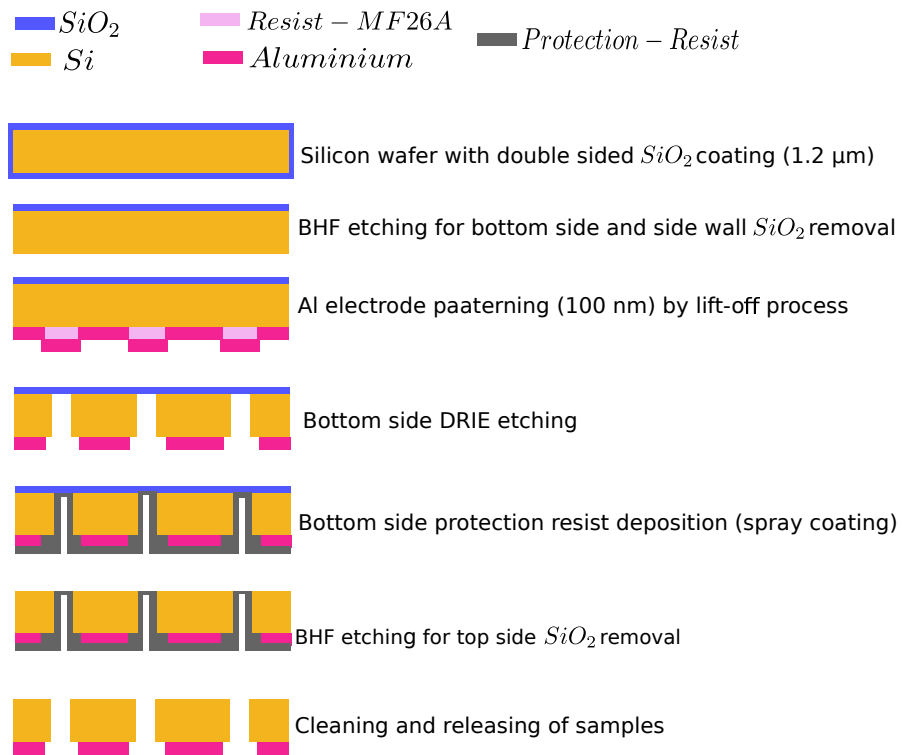 SiO₂ Resist – MF26A Protection – Resist
Si Aluminium
Silicon wafer with double sided SiO₂ coating (1.2 μm)
BHF etching for bottom side and side wall SiO₂ removal
Al electrode paaterning (100 nm) by lift-off process
Bottom side DRIE etching
Bottom side protection resist deposition (spray coating)
BHF etching for top side SiO₂ removal
Cleaning and releasing of samples